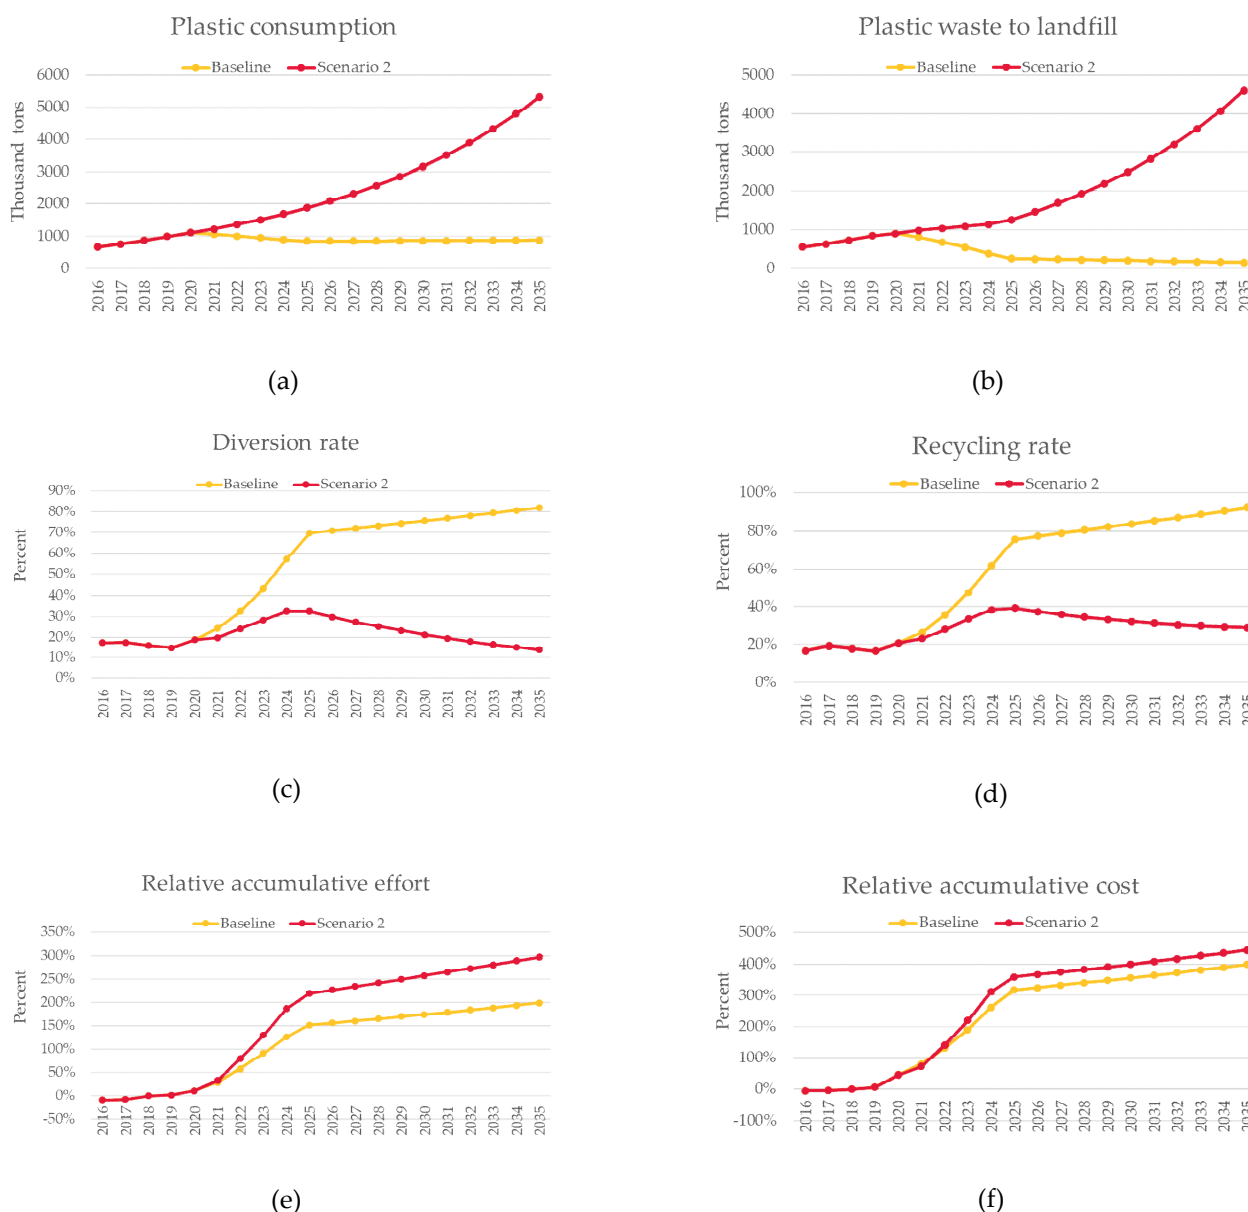 Plastic consumption
Baseline Scenario 2
Thousand tons
6000
5000
4000
3000
2000
1000
0
2016 2017 2018 2019 2020 2021 2022 2023 2024 2025 2026 2027 2028 2029 2030 2031 2032 2033 2034 2035
(a)
Plastic waste to landfill
Baseline Scenario 2
Thousand tons
5000
4000
3000
2000
1000
0
2016 2017 2018 2019 2020 2021 2022 2023 2024 2025 2026 2027 2028 2029 2030 2031 2032 2033 2034 2035
(b)
Diversion rate
Baseline Scenario 2
Percent
90%
80%
70%
60%
50%
40%
30%
20%
10%
0%
2016 2017 2018 2019 2020 2021 2022 2023 2024 2025 2026 2027 2028 2029 2030 2031 2032 2033 2034 2035
(c)
Recycling rate
Baseline Scenario 2
Percent
100%
80%
60%
40%
20%
0%
2016 2017 2018 2019 2020 2021 2022 2023 2024 2025 2026 2027 2028 2029 2030 2031 2032 2033 2034 2035
(d)
Relative accumulative effort
Baseline Scenario 2
Percent
350%
300%
250%
200%
150%
100%
50%
0%
-50%
2016 2017 2018 2019 2020 2021 2022 2023 2024 2025 2026 2027 2028 2029 2030 2031 2032 2033 2034 2035
(e)
Relative accumulative cost
Baseline Scenario 2
Percent
500%
400%
300%
200%
100%
0%
-100%
2016 2017 2018 2019 2020 2021 2022 2023 2024 2025 2026 2027 2028 2029 2030 2031 2032 2033 2034 2035
(f)